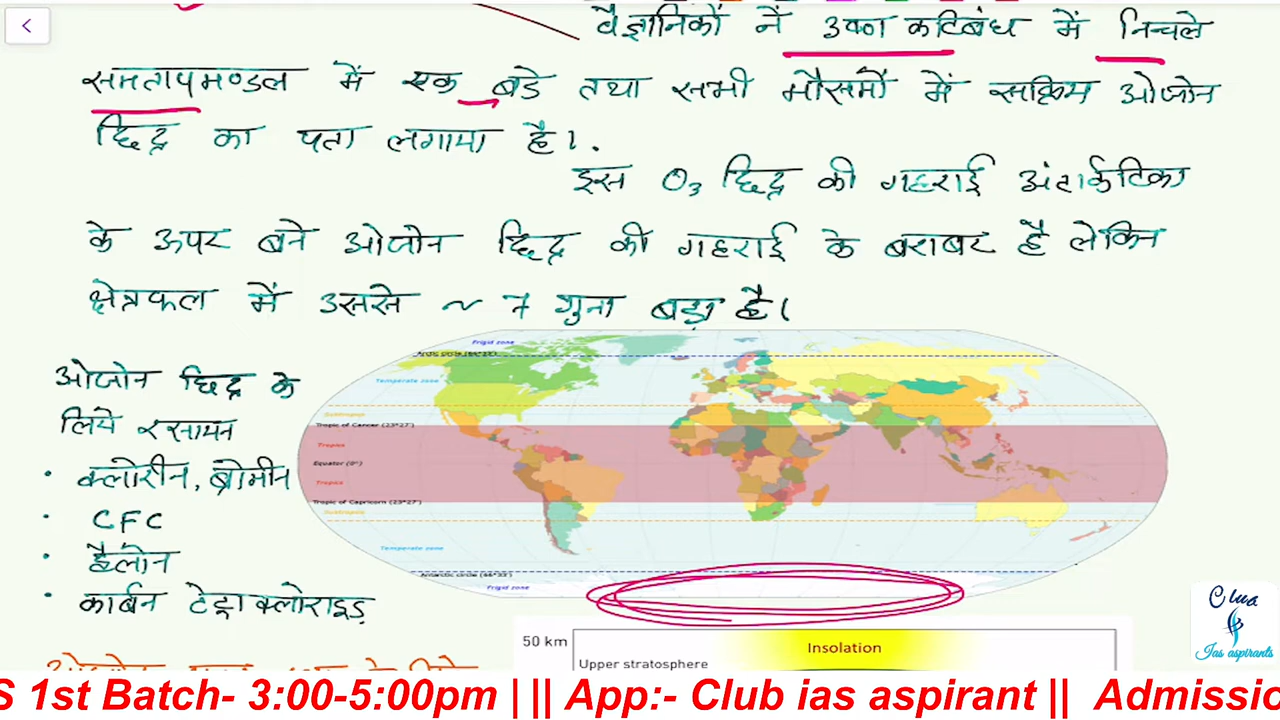 वैज्ञानिकों नें उष्ण कटिबंध में निचले
समतापमण्डल में एक बडे तथा सभी मौसमों में सक्रिय ओजोन
छिद्र का पता लगाया है।
इस O₃ छिद्र की गहराई अंटार्कटिका
के ऊपर बने ओजोन छिद्र की गहराई के बराबर है लेकिन
क्षेत्रफल में उससे ~ 7 गुना बड़ा है।
ओजोन छिद्र के
लिये रसायन
• क्लोरीन, ब्रोमीन
• CFC
• हैलोन
• कार्बन टेट्राक्लोराइड
Frigid zone
Arctic circle (66°33')
Temperate zone
Subtropics
Tropic of Cancer (23°27')
Tropics
Equator (0°)
Tropics
Tropic of Capricorn (23°27')
Subtropics
Temperate zone
Antarctic circle (66°33')
Frigid zone
50 km
Insolation
Upper stratosphere
Club
Ias aspirants
S 1st Batch- 3:00-5:00pm | || App:- Club ias aspirant || Admissio